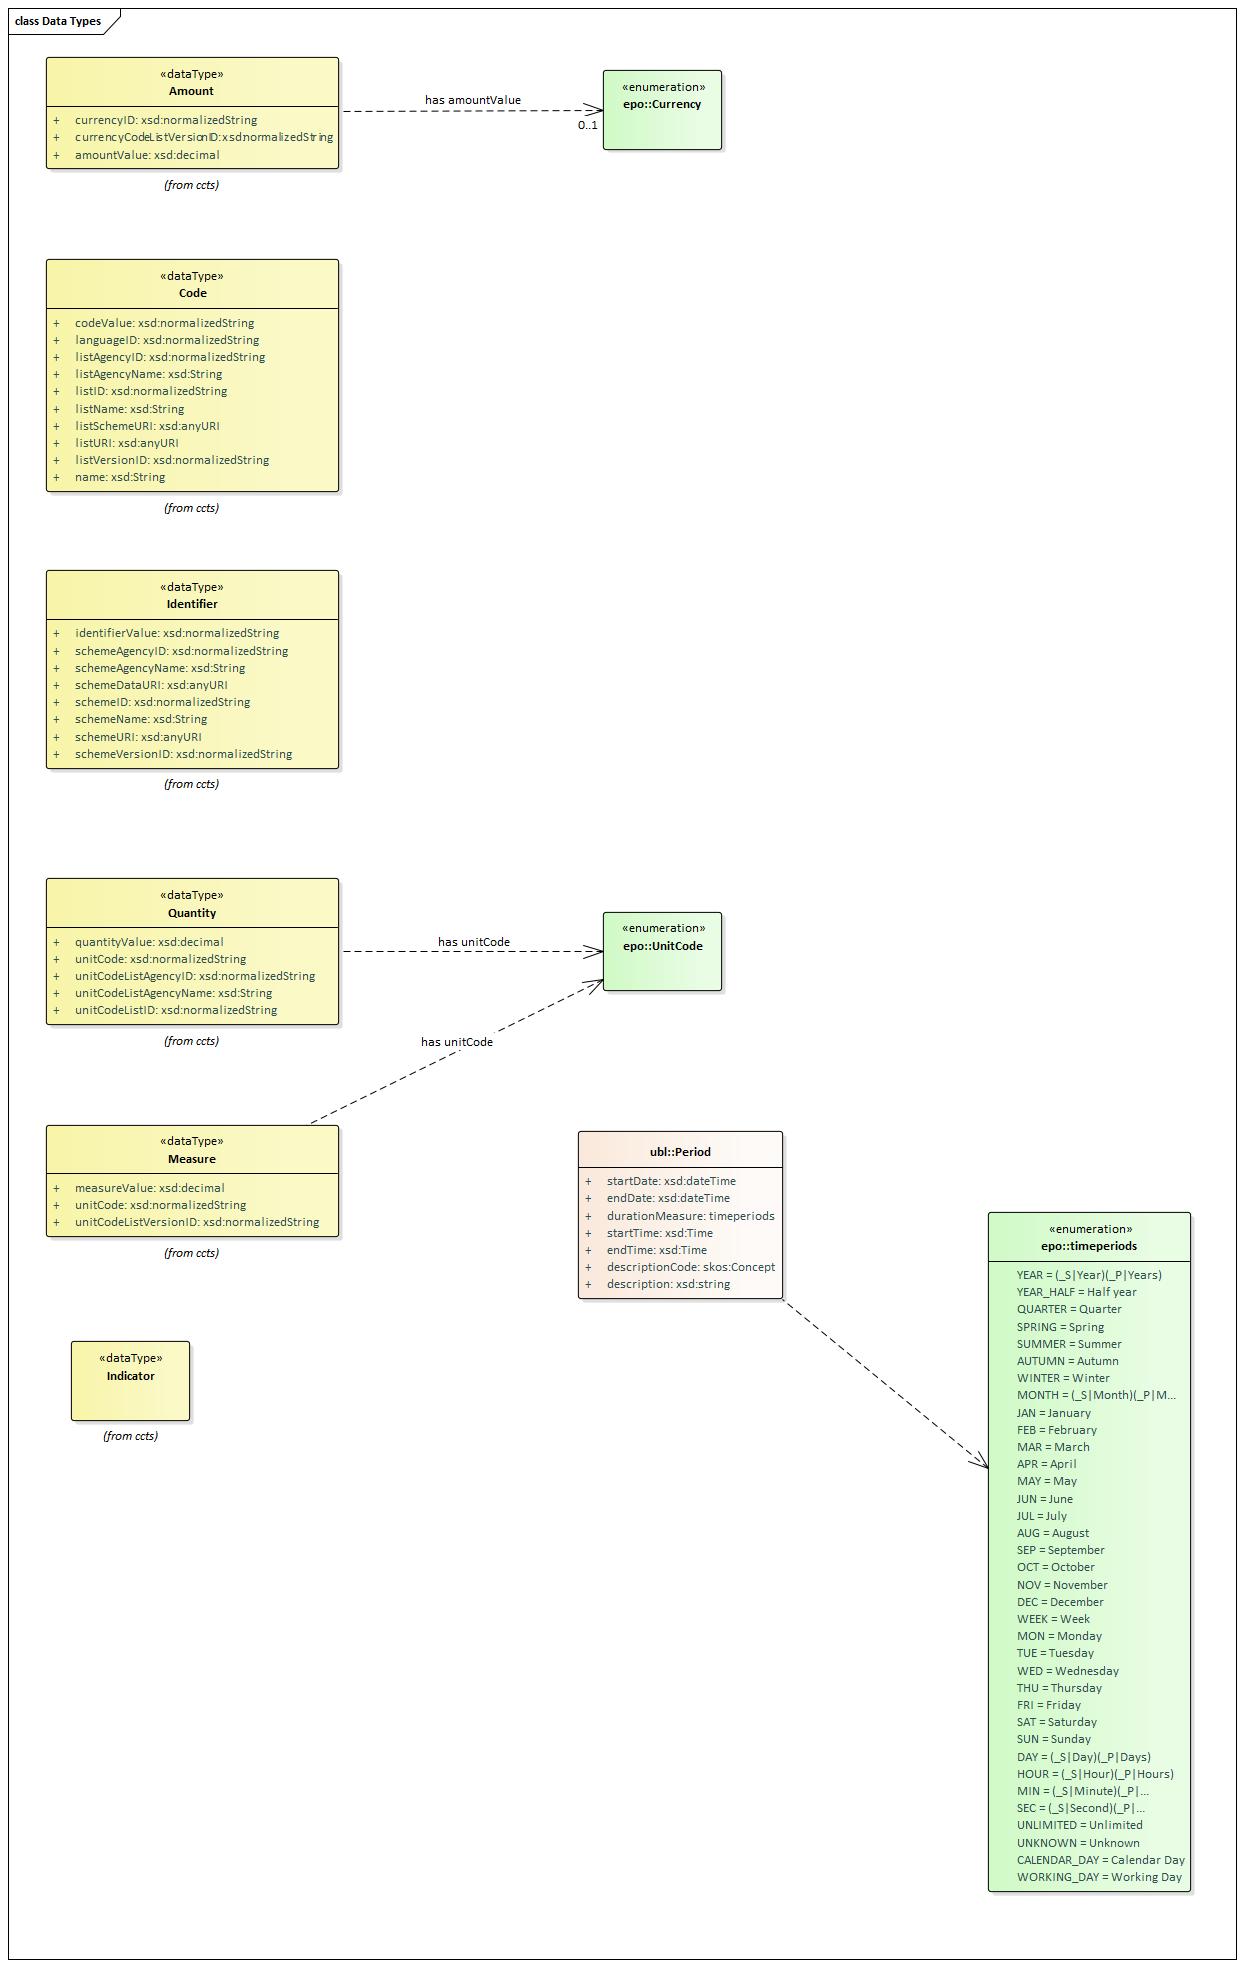 class Data Types
«dataType»
Amount
+ currencyID: xsd:normalizedString
+ currencyCodeListVersionID:xsd:normalizedString
+ amountValue: xsd:decimal
(from ccts)
has amountValue
0..1
«enumeration»
epo::Currency
«dataType»
Code
+ codeValue: xsd:normalizedString
+ languageID: xsd:normalizedString
+ listAgencyID: xsd:normalizedString
+ listAgencyName: xsd:String
+ listID: xsd:normalizedString
+ listName: xsd:String
+ listSchemeURI: xsd:anyURI
+ listURI: xsd:anyURI
+ listVersionID: xsd:normalizedString
+ name: xsd:String
(from ccts)
«dataType»
Identifier
+ identifierValue: xsd:normalizedString
+ schemeAgencyID: xsd:normalizedString
+ schemeAgencyName: xsd:String
+ schemeDataURI: xsd:anyURI
+ schemeID: xsd:normalizedString
+ schemeName: xsd:String
+ schemeURI: xsd:anyURI
+ schemeVersionID: xsd:normalizedString
(from ccts)
«dataType»
Quantity
+ quantityValue: xsd:decimal
+ unitCode: xsd:normalizedString
+ unitCodeListAgencyID: xsd:normalizedString
+ unitCodeListAgencyName: xsd:String
+ unitCodeListID: xsd:normalizedString
(from ccts)
has unitCode
«enumeration»
epo::UnitCode
has unitCode
«dataType»
Measure
+ measureValue: xsd:decimal
+ unitCode: xsd:normalizedString
+ unitCodeListVersionID: xsd:normalizedString
(from ccts)
ubl::Period
+ startDate: xsd:dateTime
+ endDate: xsd:dateTime
+ durationMeasure: timeperiods
+ startTime: xsd:Time
+ endTime: xsd:Time
+ descriptionCode: skos:Concept
+ description: xsd:string
«dataType»
Indicator
(from ccts)
«enumeration»
epo::timeperiods
YEAR = (_S|Year)(_P|Years)
YEAR_HALF = Half year
QUARTER = Quarter
SPRING = Spring
SUMMER = Summer
AUTUMN = Autumn
WINTER = Winter
MONTH = (_S|Month)(_P|M...
JAN = January
FEB = February
MAR = March
APR = April
MAY = May
JUN = June
JUL = July
AUG = August
SEP = September
OCT = October
NOV = November
DEC = December
WEEK = Week
MON = Monday
TUE = Tuesday
WED = Wednesday
THU = Thursday
FRI = Friday
SAT = Saturday
SUN = Sunday
DAY = (_S|Day)(_P|Days)
HOUR = (_S|Hour)(_P|Hours)
MIN = (_S|Minute)(_P|...
SEC = (_S|Second)(_P|...
UNLIMITED = Unlimited
UNKNOWN = Unknown
CALENDAR_DAY = Calendar Day
WORKING_DAY = Working Day